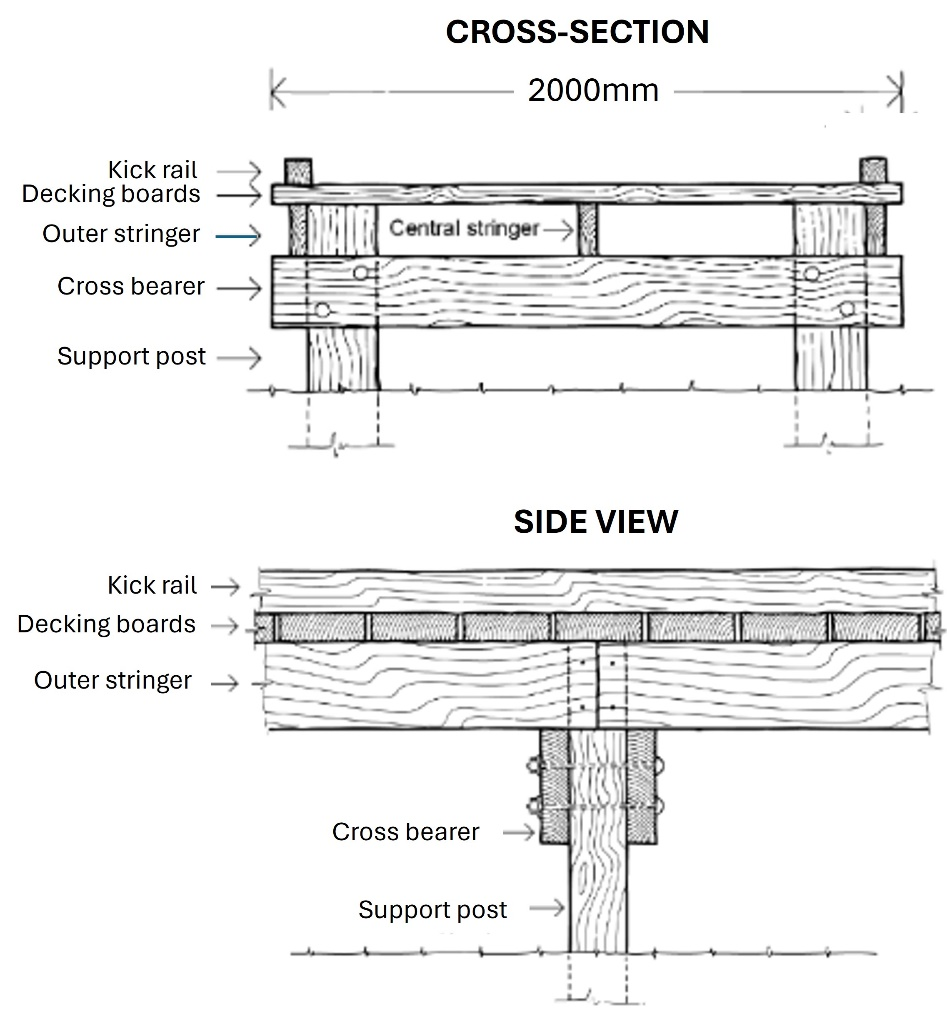 CROSS-SECTION
2000mm
Kick rail
Decking boards
Outer stringer
Central stringer
Cross bearer
Support post
SIDE VIEW
Kick rail
Decking boards
Outer stringer
Cross bearer
Support post